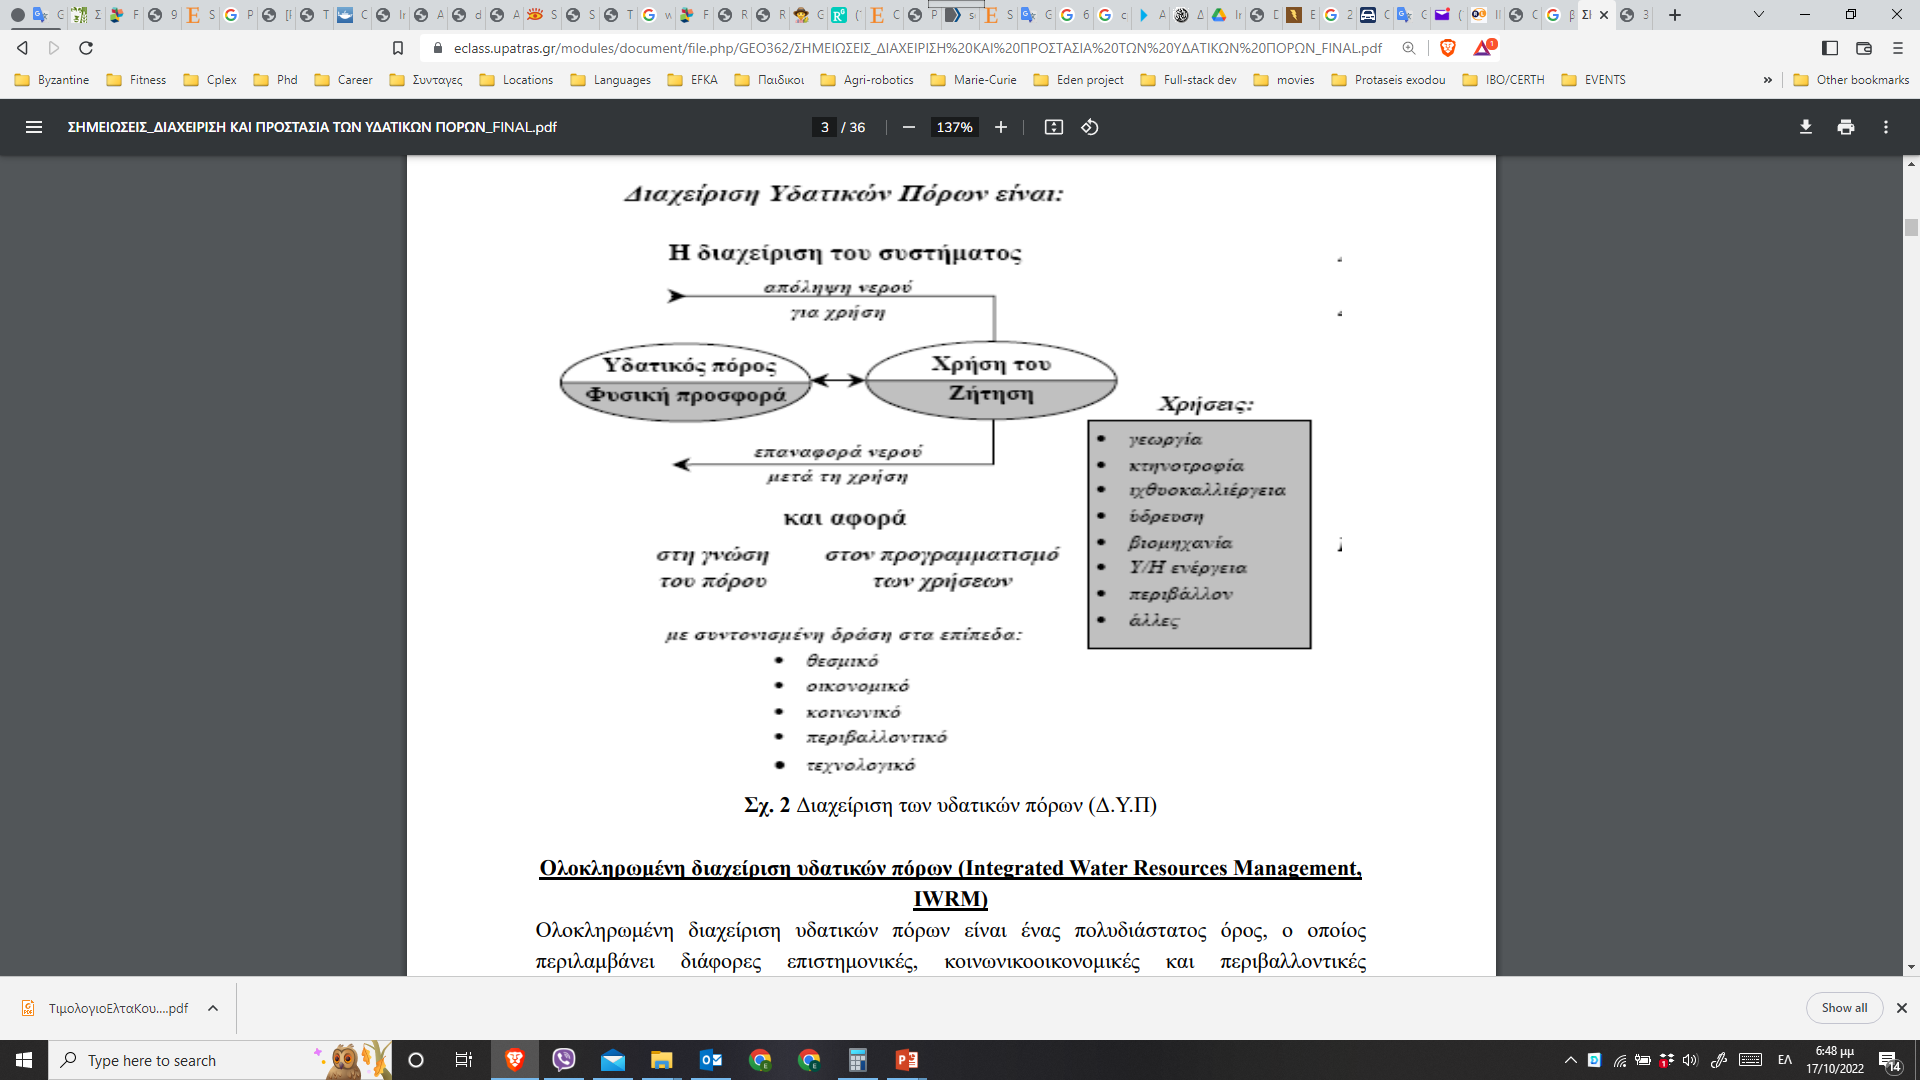 eclass.upatras.gr/modules/document/file.php/GEO362/ΣΗΜΕΙΩΣΕΙΣ_ΔΙΑΧΕΙΡΙΣΗ%20ΚΑΙ%20ΠΡΟΣΤΑΣΙΑ%20ΤΩΝ%20ΥΔΑΤΙΚΩΝ%20ΠΟΡΩΝ_FINAL.pdf
Byzantine Fitness Cplex Phd Career Συνταγες Locations Languages EFKA Παιδικοι Agri-robotics Marie-Curie Eden project Full-stack dev movies Protaseis exodou IBO/CERTH EVENTS » Other bookmarks
ΣΗΜΕΙΩΣΕΙΣ_ΔΙΑΧΕΙΡΙΣΗ ΚΑΙ ΠΡΟΣΤΑΣΙΑ ΤΩΝ ΥΔΑΤΙΚΩΝ ΠΟΡΩΝ_FINAL.pdf 3 / 36 137%
Διαχείριση Υδατικών Πόρων είναι:
Η διαχείριση του συστήματος
απόληψη νερού
για χρήση
Υδατικός πόρος
Φυσική προσφορά
Χρήση του
Ζήτηση
επαναφορά νερού
μετά τη χρήση
Χρήσεις:
• γεωργία
• κτηνοτροφία
• ιχθυοκαλλιέργεια
• ύδρευση
• βιομηχανία
• Υ/Η ενέργεια
• περιβάλλον
• άλλες
και αφορά
στη γνώση
του πόρου
στον προγραμματισμό
των χρήσεων
με συντονισμένη δράση στα επίπεδα:
• θεσμικό
• οικονομικό
• κοινωνικό
• περιβαλλοντικό
• τεχνολογικό
Σχ. 2 Διαχείριση των υδατικών πόρων (Δ.Υ.Π)
Ολοκληρωμένη διαχείριση υδατικών πόρων (Integrated Water Resources Management,
IWRM)
Ολοκληρωμένη διαχείριση υδατικών πόρων είναι ένας πολυδιάστατος όρος, ο οποίος
περιλαμβάνει διάφορες επιστημονικές, κοινωνικοοικονομικές και περιβαλλοντικές
ΤιμολογιοΕλταΚου....pdf
Show all
Type here to search
ΕΛ
6:48 μμ
17/10/2022
14